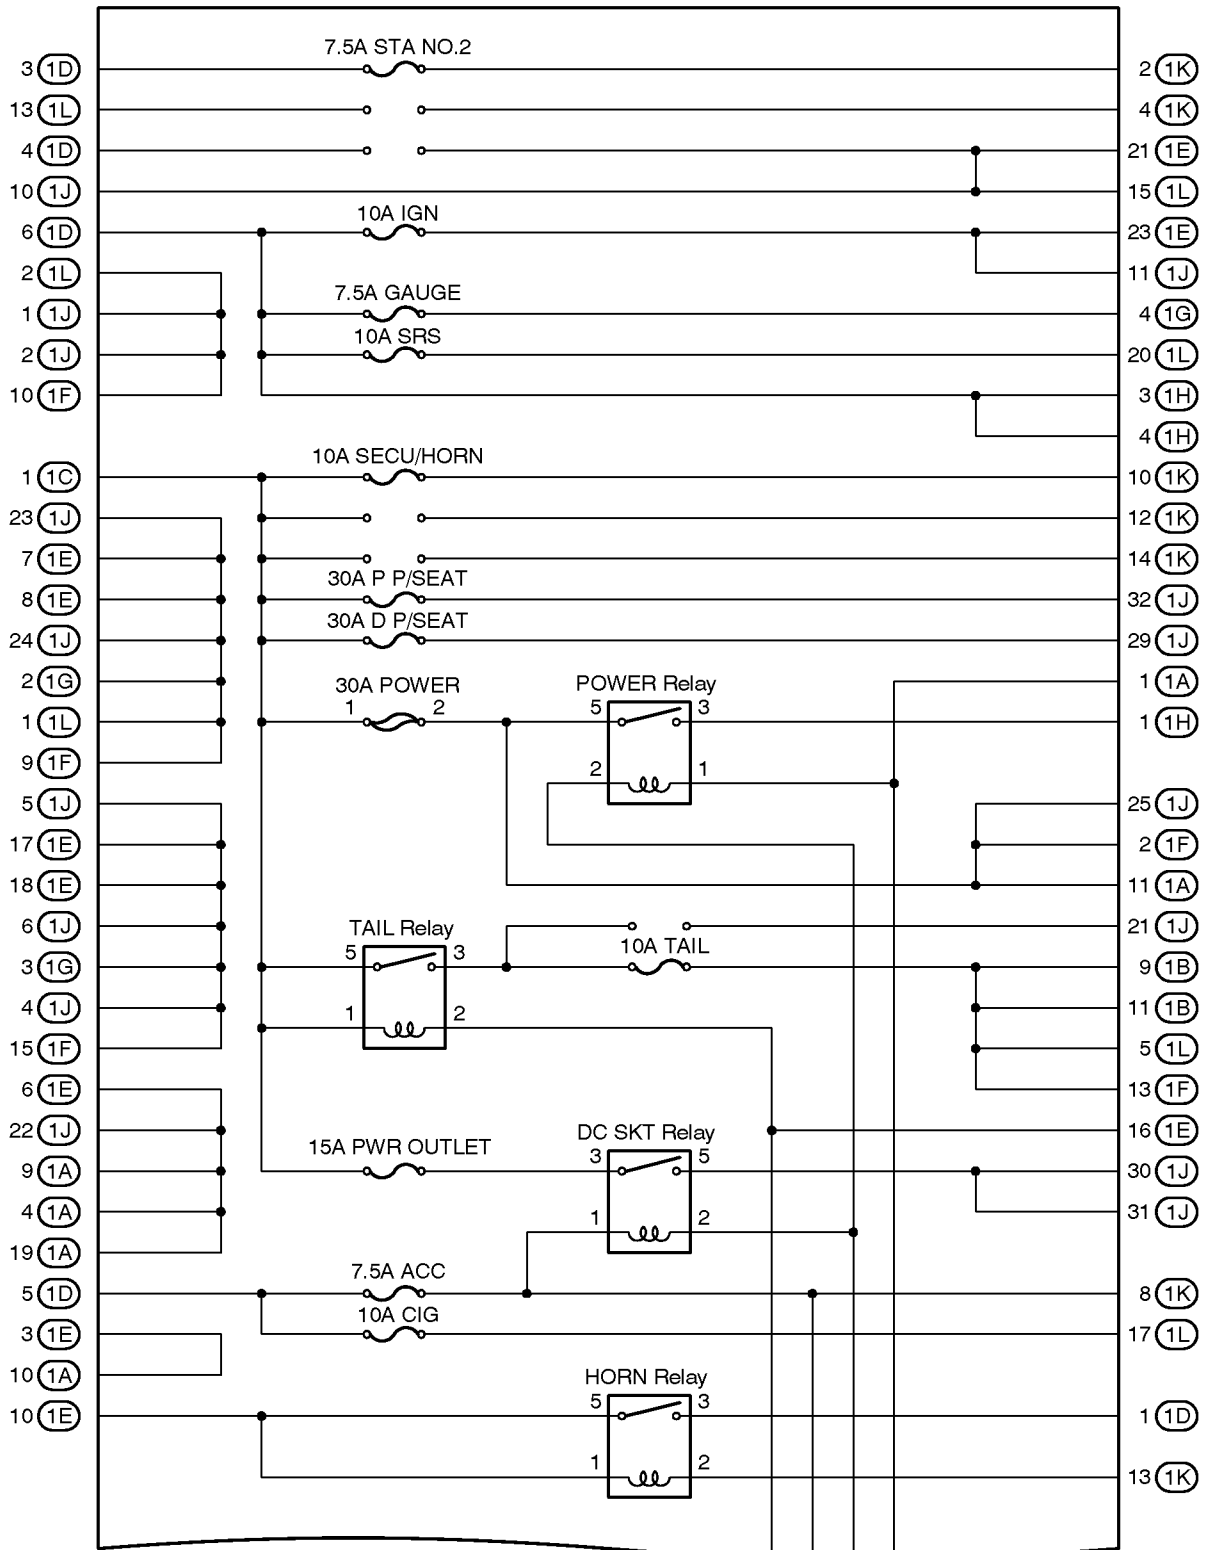 7.5A STA NO.2
3 1D 2 1K
13 1L 4 1K
4 1D 21 1E
10 1J 15 1L
10A IGN
6 1D 23 1E
2 1L 11 1J
7.5A GAUGE
1 1J 4 1G
10A SRS
2 1J 20 1L
10 1F 3 1H
4 1H
10A SECU/HORN
1 1C 10 1K
23 1J 12 1K
7 1E 14 1K
30A P P/SEAT
8 1E 32 1J
30A D P/SEAT
24 1J 29 1J
2 1G 30A POWER POWER Relay 1 1A
1 2 5 3
1 1L 1 1H
9 1F 2 1
5 1J 25 1J
17 1E 2 1F
18 1E 11 1A
6 1J TAIL Relay 21 1J
5 3 10A TAIL
3 1G 9 1B
4 1J 1 2 11 1B
15 1F 5 1L
6 1E 13 1F
22 1J DC SKT Relay 16 1E
15A PWR OUTLET 3 5
9 1A 30 1J
4 1A 1 2 31 1J
19 1A
7.5A ACC
5 1D 8 1K
10A CIG
3 1E 17 1L
10 1A HORN Relay
5 3
10 1E 1 1D
1 2
13 1K